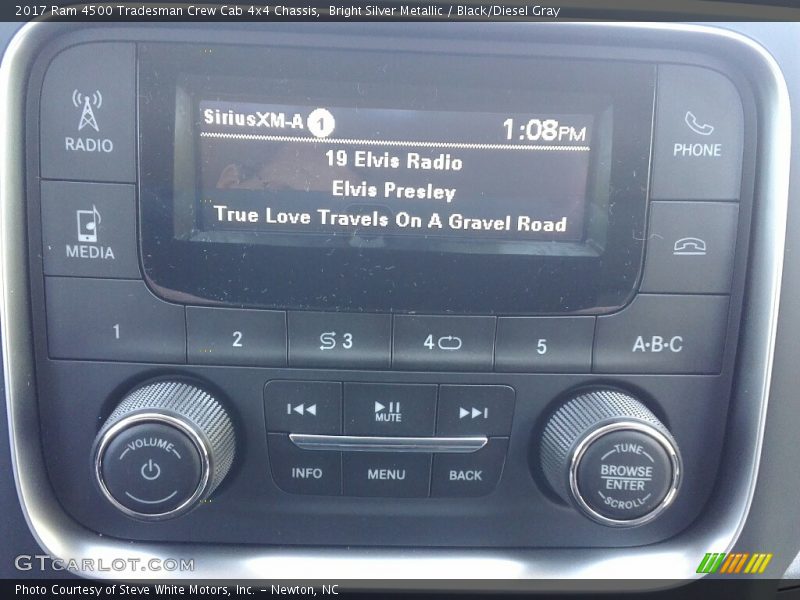 2017 Ram 4500 Tradesman Crew Cab 4x4 Chassis,  Bright Silver Metallic / Black/Diesel Gray
SiriusXM-A 1 1:08PM
19 Elvis Radio
Elvis Presley
True Love Travels On A Gravel Road
RADIO
PHONE
MEDIA
1 2 3 4 5 A·B·C
MUTE
VOLUME
INFO MENU BACK
TUNE
BROWSE
ENTER
SCROLL
GTCARLOT.COM
Photo Courtesy of Steve White Motors, Inc. – Newton, NC